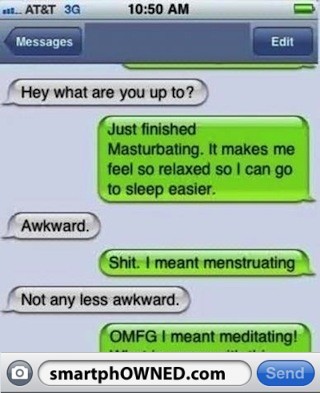 AT&T 3G 10:50 AM
Messages Edit
Hey what are you up to?
Just finished
Masturbating. It makes me
feel so relaxed so I can go
to sleep easier.
Awkward.
Shit. I meant menstruating
Not any less awkward.
OMFG I meant meditating!
smartphOWNED.com Send